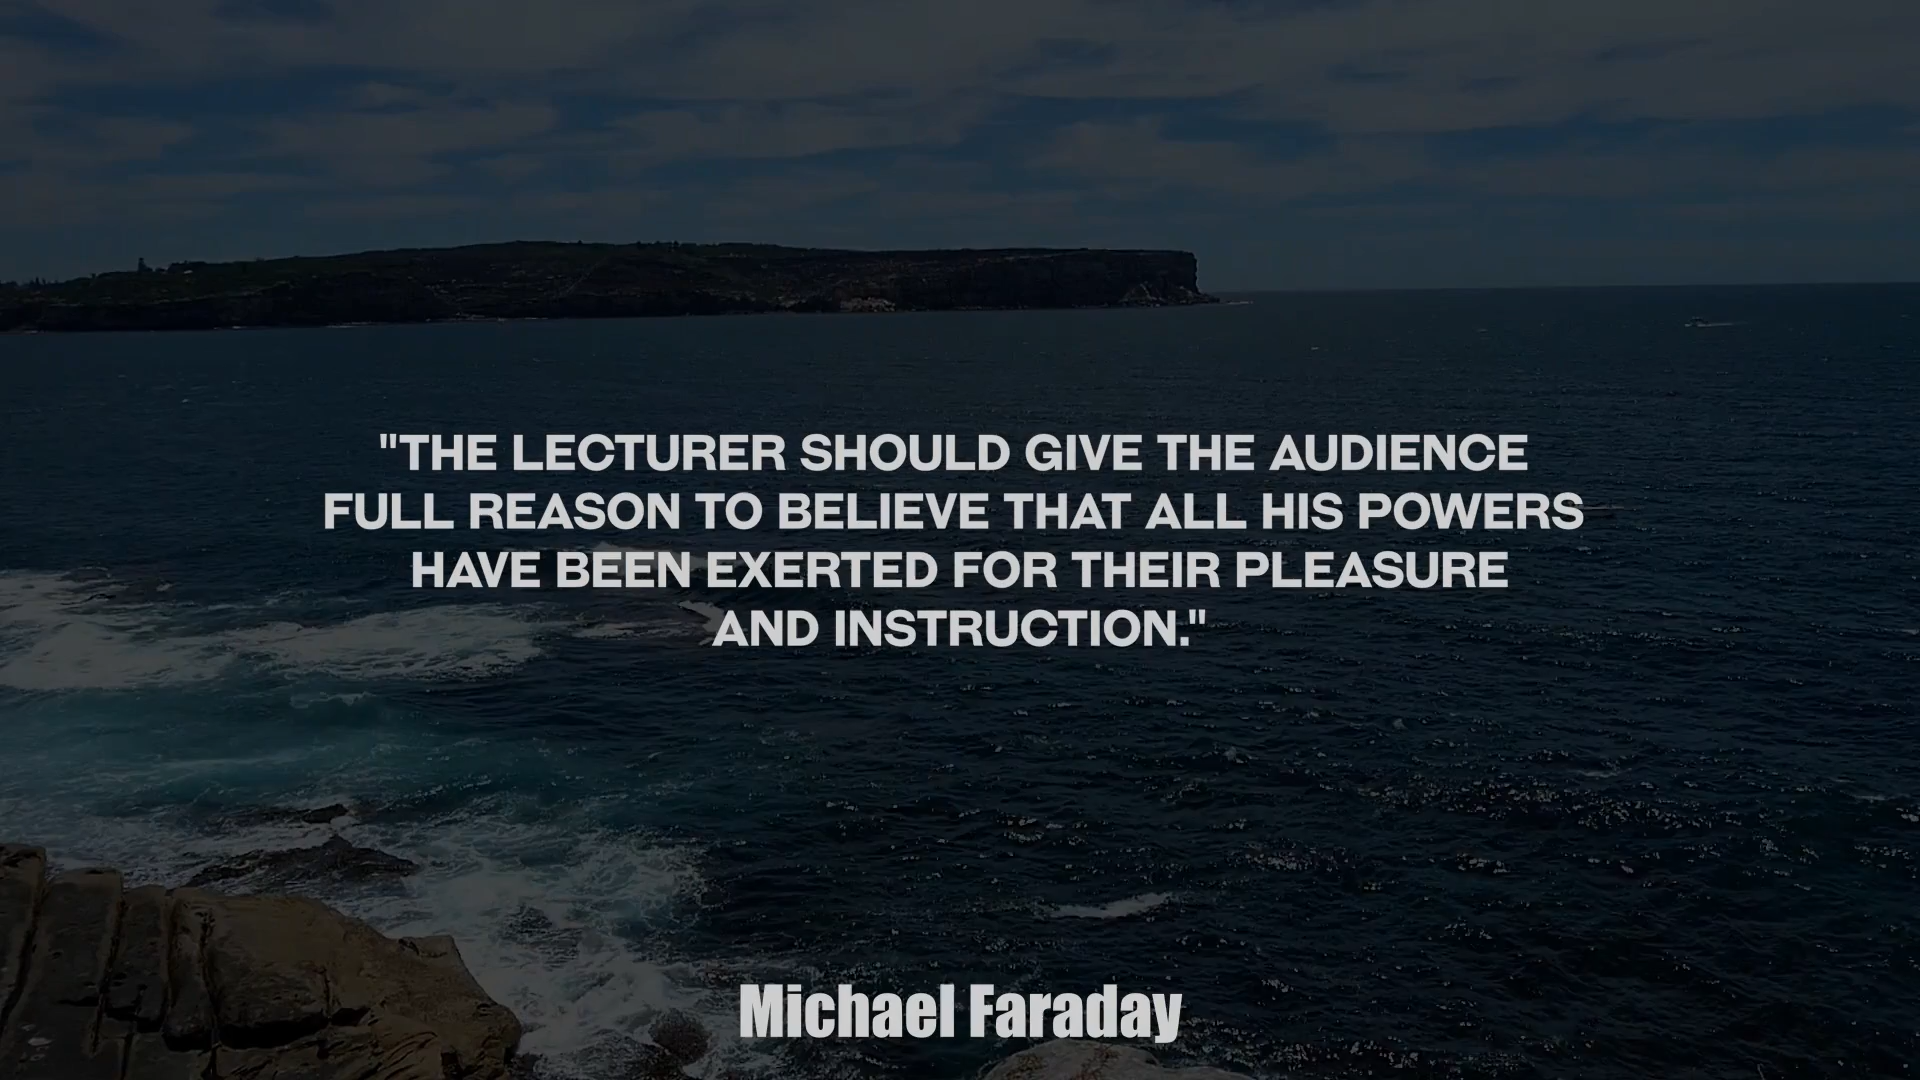 "THE LECTURER SHOULD GIVE THE AUDIENCE
FULL REASON TO BELIEVE THAT ALL HIS POWERS
HAVE BEEN EXERTED FOR THEIR PLEASURE
AND INSTRUCTION."
Michael Faraday